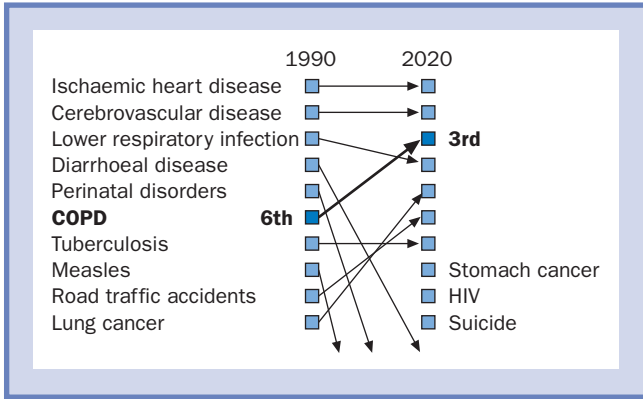 1990 2020
Ischaemic heart disease
Cerebrovascular disease
Lower respiratory infection 3rd
Diarrhoeal disease
Perinatal disorders
COPD 6th
Tuberculosis
Measles Stomach cancer
Road traffic accidents HIV
Lung cancer Suicide